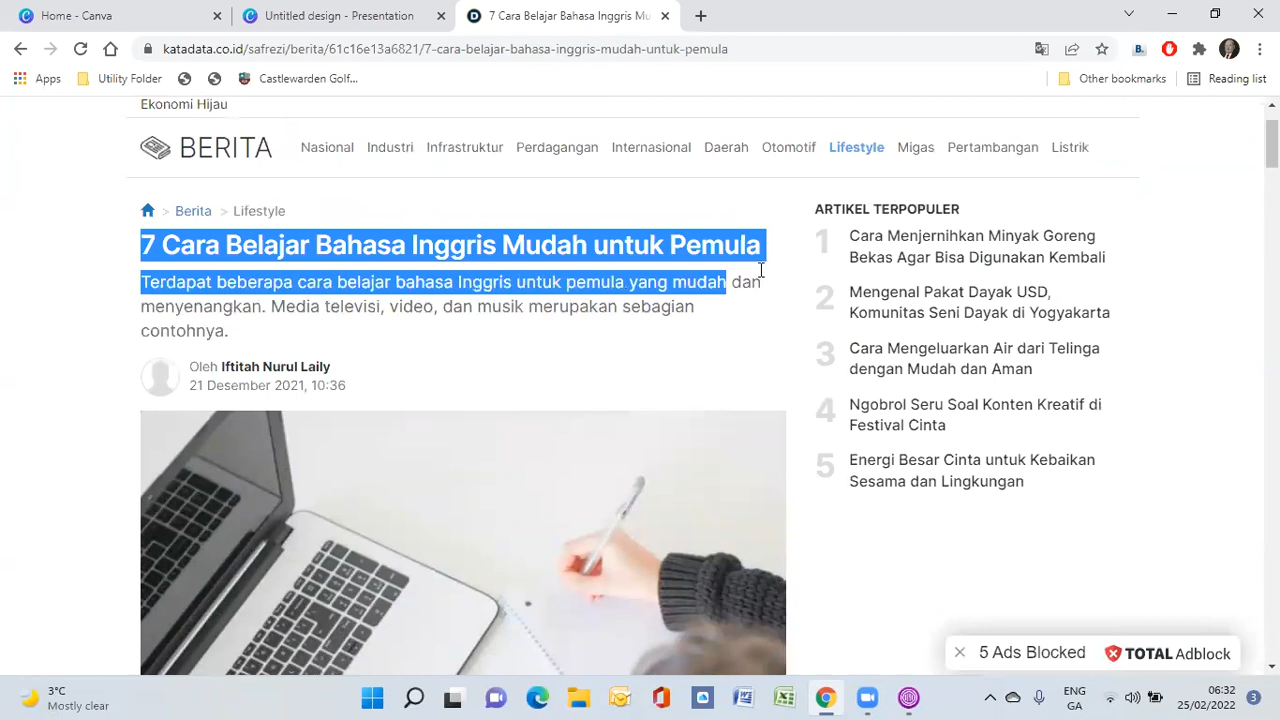 Home - Canva
Untitled design - Presentation
7 Cara Belajar Bahasa Inggris Mu
katadata.co.id/safrezi/berita/61c16e13a6821/7-cara-belajar-bahasa-inggris-mudah-untuk-pemula
Apps
Utility Folder
Castlewarden Golf...
Other bookmarks
Reading list
Ekonomi Hijau
BERITA
Nasional Industri Infrastruktur Perdagangan Internasional Daerah Otomotif Lifestyle Migas Pertambangan Listrik
> Berita > Lifestyle
7 Cara Belajar Bahasa Inggris Mudah untuk Pemula
Terdapat beberapa cara belajar bahasa Inggris untuk pemula yang mudah dan
menyenangkan. Media televisi, video, dan musik merupakan sebagian
contohnya.
Oleh Iftitah Nurul Laily
21 Desember 2021, 10:36
ARTIKEL TERPOPULER
1 Cara Menjernihkan Minyak Goreng
Bekas Agar Bisa Digunakan Kembali
2 Mengenal Pakat Dayak USD,
Komunitas Seni Dayak di Yogyakarta
3 Cara Mengeluarkan Air dari Telinga
dengan Mudah dan Aman
4 Ngobrol Seru Soal Konten Kreatif di
Festival Cinta
5 Energi Besar Cinta untuk Kebaikan
Sesama dan Lingkungan
5 Ads Blocked
TOTAL Adblock
3°C
Mostly clear
ENG
GA
06:32
25/02/2022
3